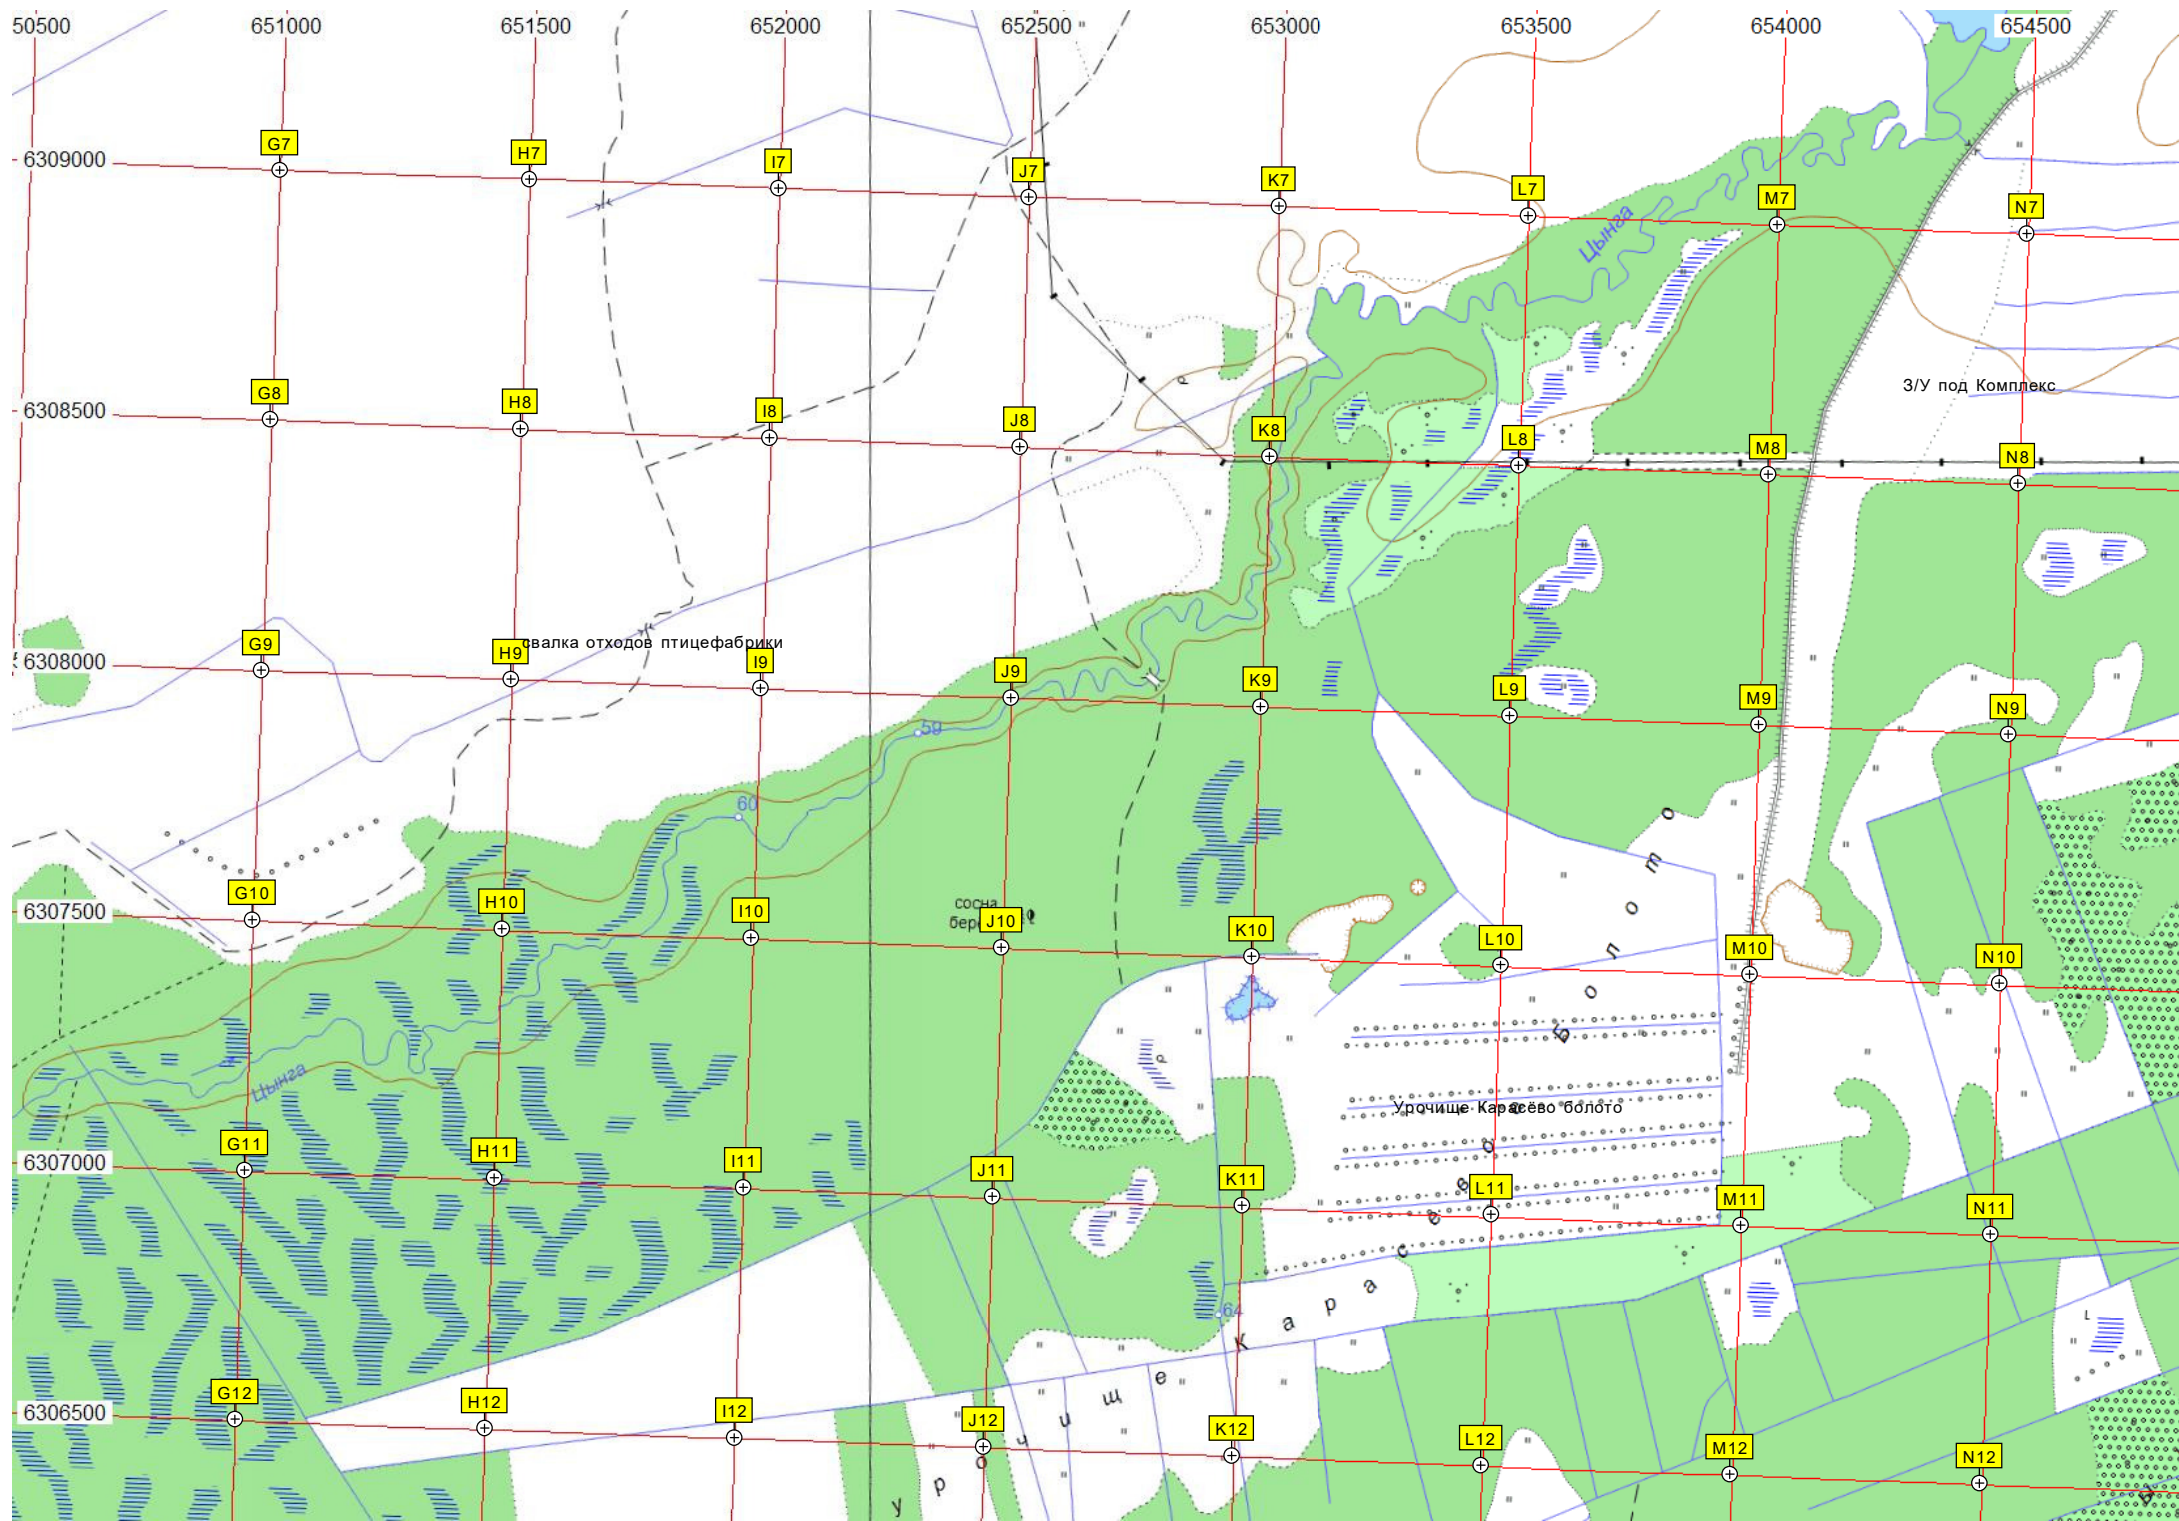 50500 651000 651500 652000 652500 653000 653500 654000 654500
6309000
G7 H7 I7 J7 K7 L7 M7 N7
Цынга
З/У под Комплекс
6308500
G8 H8 I8 J8 K8 L8 M8 N8
свалка отходов птицефабрики
6308000
G9 H9 I9 J9 K9 L9 M9 N9
59
60
сосна
6307500
G10 H10 I10 J10 K10 L10 M10 N10
Цынга
Урочище Карасёво болото
6307000
G11 H11 I11 J11 K11 L11 M11 N11
64
урочище Карасево Болото
6306500
G12 H12 I12 J12 K12 L12 M12 N12